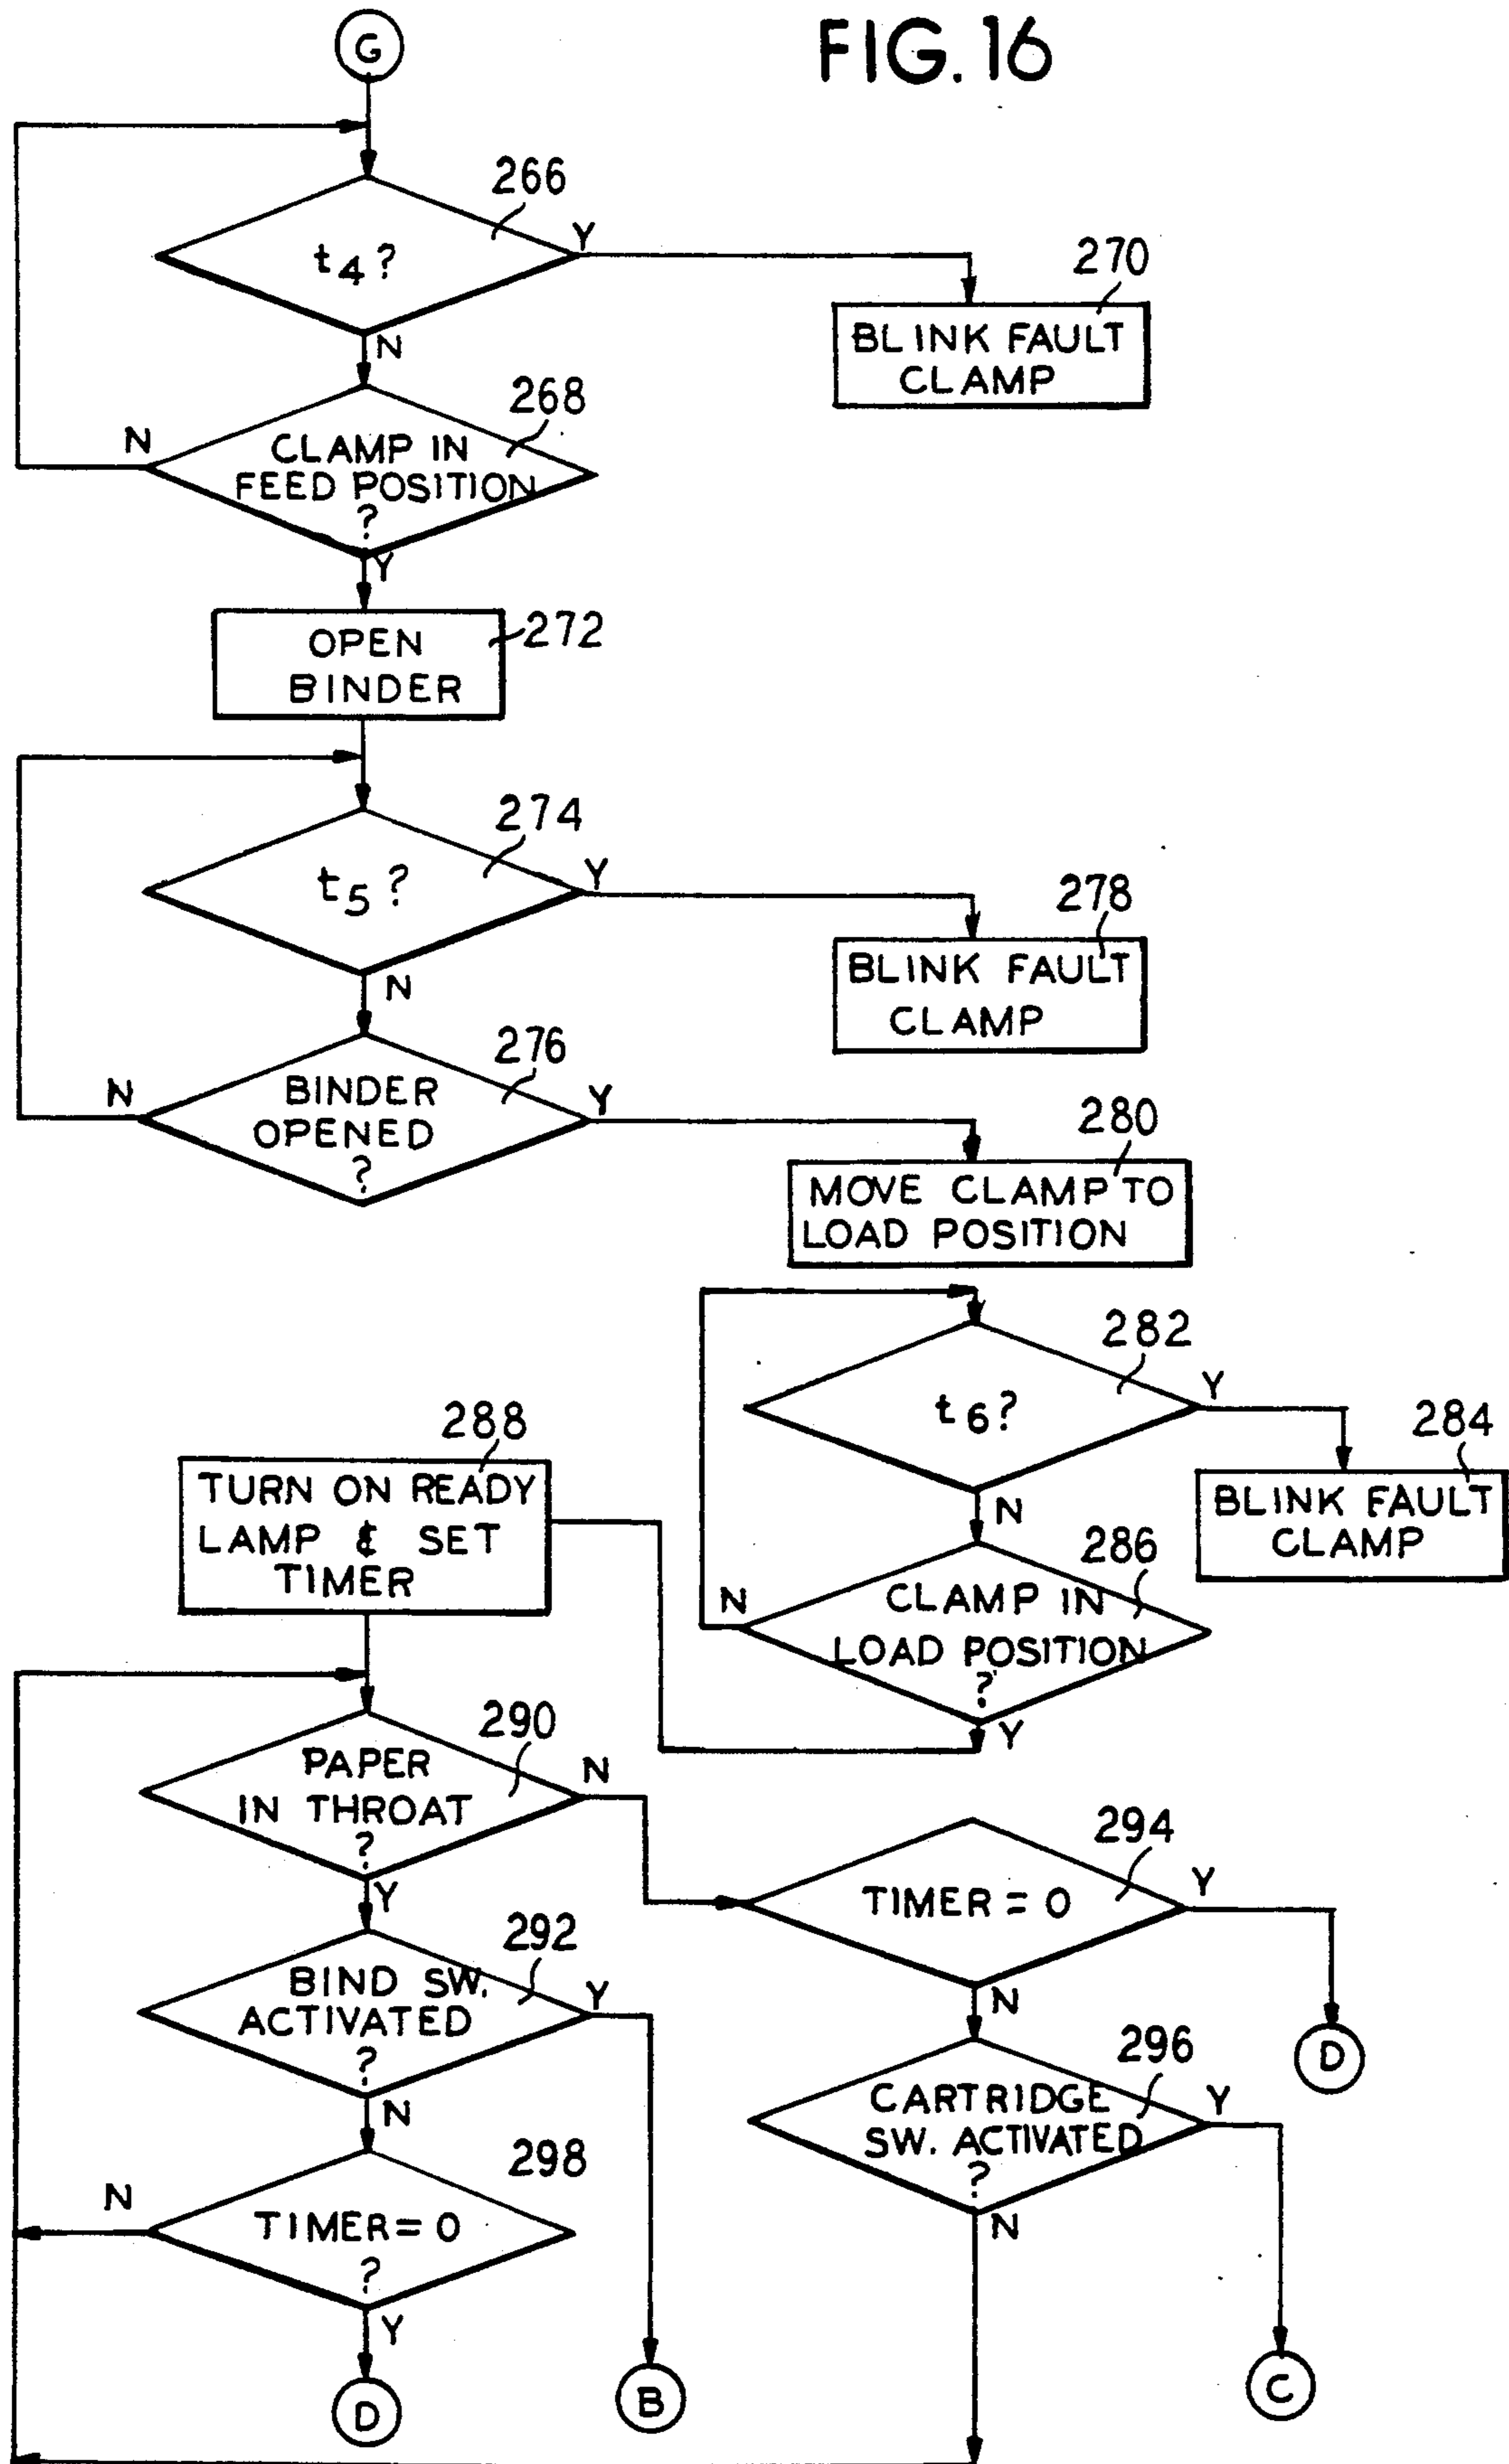 FIG. 16
G
266
t4?
Y
270
BLINK FAULT
CLAMP
N
268
N
CLAMP IN
FEED POSITION
?
Y
OPEN
BINDER
272
274
t5?
Y
278
BLINK FAULT
CLAMP
N
276
N
BINDER
OPENED
?
Y
280
MOVE CLAMP TO
LOAD POSITION
282
t6?
Y
284
BLINK FAULT
CLAMP
N
286
N
CLAMP IN
LOAD POSITION
?
Y
288
TURN ON READY
LAMP & SET
TIMER
290
PAPER
IN THROAT
?
N
Y
294
TIMER = 0
Y
D
N
292
BIND SW.
ACTIVATED
?
Y
N
296
CARTRIDGE
SW. ACTIVATED
?
Y
N
298
N
TIMER = 0
?
Y
D
B
C